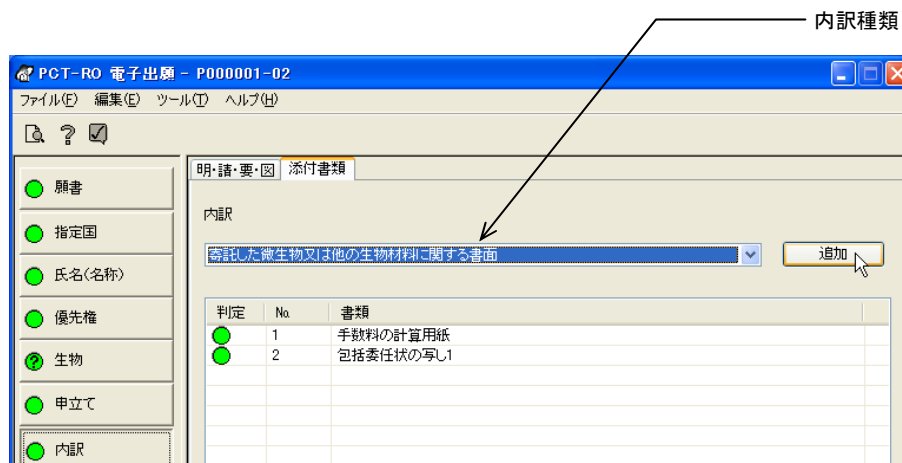 内訳種類
PCT-RO 電子出願 - P000001-02
ファイル(F) 編集(E) ツール(T) ヘルプ(H)
明・請・要・図 添付書類
願書
指定国
氏名(名称)
優先権
生物
申立て
内訳
内訳
寄託した微生物又は他の生物材料に関する書面 追加
判定 No. 書類
1 手数料の計算用紙
2 包括委任状の写し1